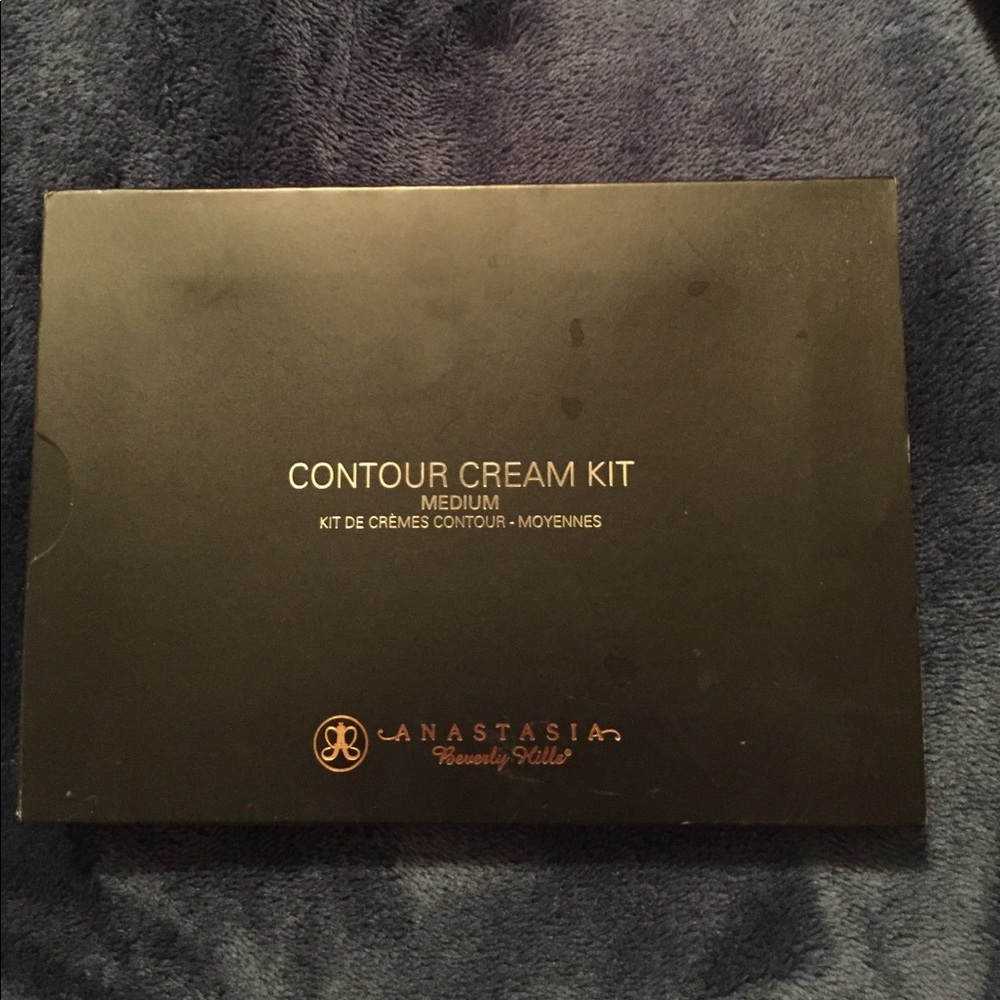 CONTOUR CREAM KIT
MEDIUM
KIT DE CRÈMES CONTOUR - MOYENNES
ANASTASIA
Beverly Hills®